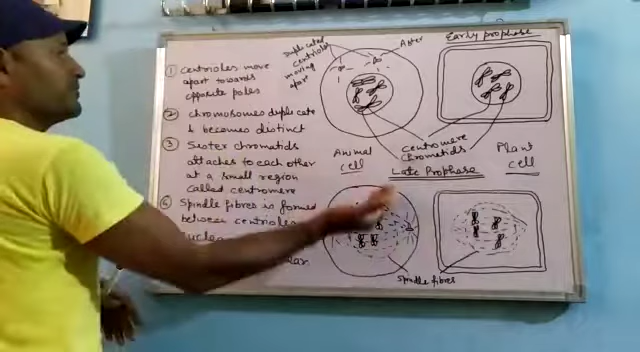 ① Centrioles move
apart towards
opposite poles
② chromosomes duplicate
& becomes distinct
③ Sister chromatids
attaches to each other
at a small region
called centromere
④ Spindle fibres is formed
between centrioles
Duplicated
centrioles
moving
apart
Aster
Early prophase
Centromere
Chromatids
Animal
cell
Plant
cell
Late Prophase
Spindle fibres